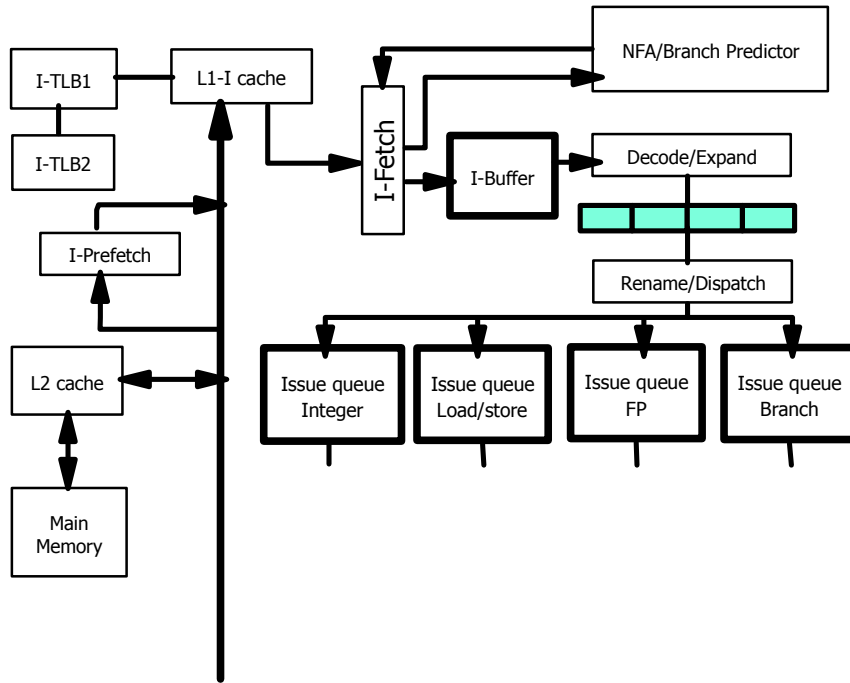 NFA/Branch Predictor
I-TLB1
L1-I cache
I-Fetch
I-TLB2
I-Buffer
Decode/Expand
I-Prefetch
Rename/Dispatch
L2 cache
Issue queue
Integer
Issue queue
Load/store
Issue queue
FP
Issue queue
Branch
Main
Memory